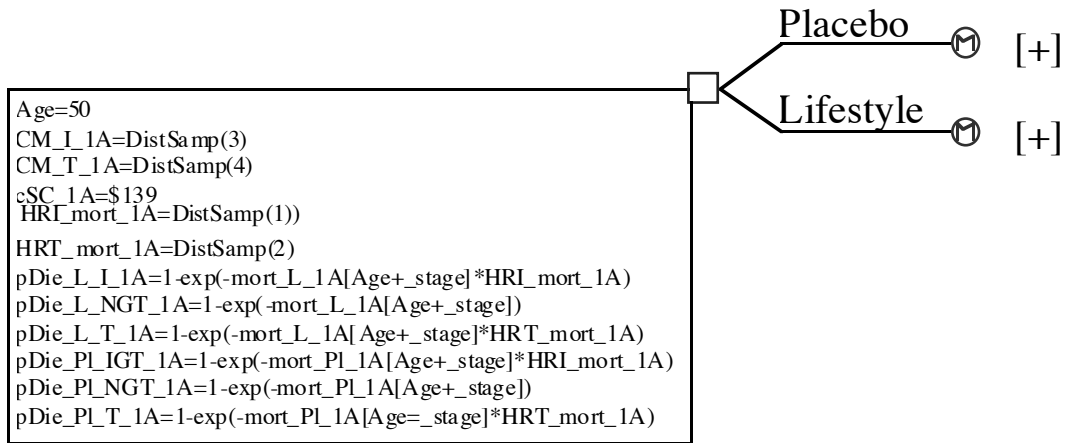 Placebo
[+]
Lifestyle
[+]
Age=50
CM_I_1A=DistSamp(3)
CM_T_1A=DistSamp(4)
cSC_1A=$139
HRI_mort_1A=DistSamp(1))
HRT_mort_1A=DistSamp(2)
pDie_L_I_1A=1-exp(-mort_L_1A[Age+_stage]*HRI_mort_1A)
pDie_L_NGT_1A=1-exp(-mort_L_1A[Age+_stage])
pDie_L_T_1A=1-exp(-mort_L_1A[Age+_stage]*HRT_mort_1A)
pDie_Pl_IGT_1A=1-exp(-mort_Pl_1A[Age+_stage]*HRI_mort_1A)
pDie_Pl_NGT_1A=1-exp(-mort_Pl_1A[Age+_stage])
pDie_Pl_T_1A=1-exp(-mort_Pl_1A[Age=_stage]*HRT_mort_1A)